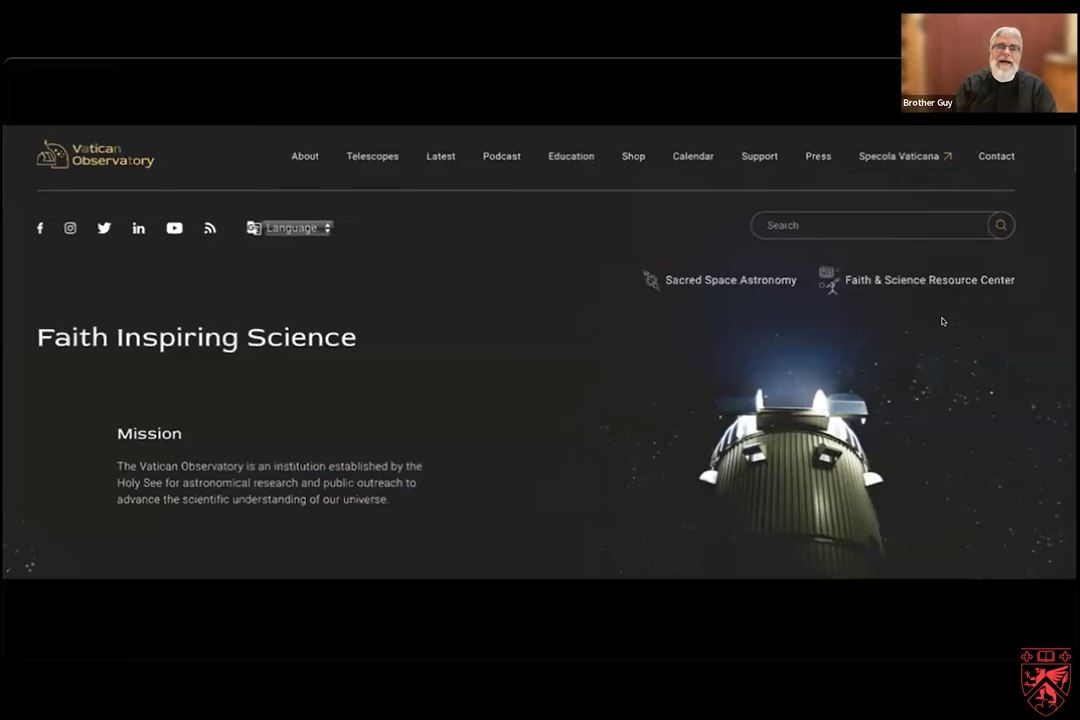 Brother Guy
Vatican
Observatory
About Telescopes Latest Podcast Education Shop Calendar Support Press Specola Vaticana Contact
Language
Search
Sacred Space Astronomy Faith & Science Resource Center
Faith Inspiring Science
Mission
The Vatican Observatory is an institution established by the
Holy See for astronomical research and public outreach to
advance the scientific understanding of our universe.